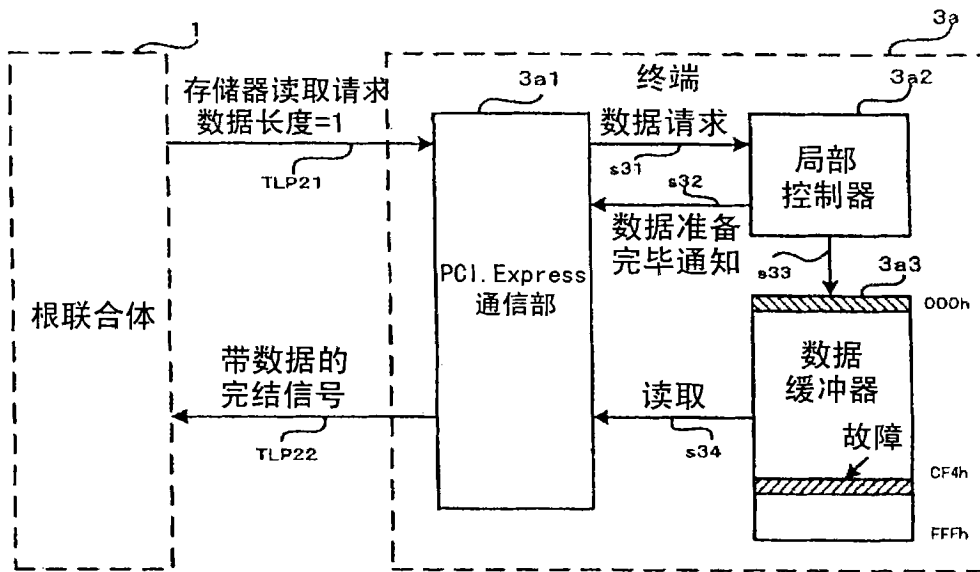 1
3a
存储器读取请求
数据长度=1
TLP21
终端
3a1
数据请求
s31
3a2
局部
控制器
s32
数据准备
完毕通知
s33
3a3
PCI.Express
通信部
根联合体
000h
数据
缓冲器
带数据的
完结信号
TLP22
读取
s34
故障
CF4h
FFFh